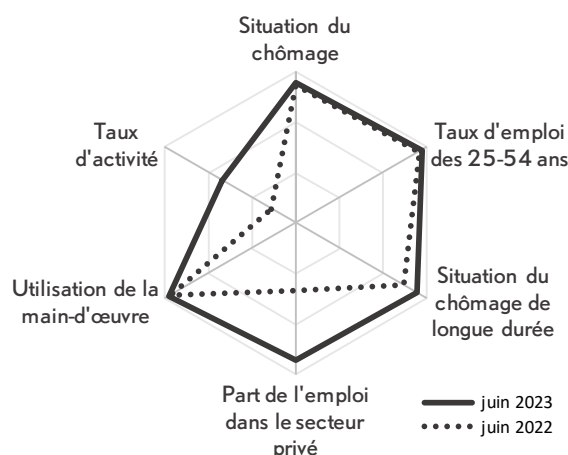 Situation du
chômage
Taux
d'activité
Taux d'emploi
des 25-54 ans
Utilisation de la
main-d'œuvre
Situation du
chômage de
longue durée
Part de l'emploi
dans le secteur
privé
juin 2023
juin 2022